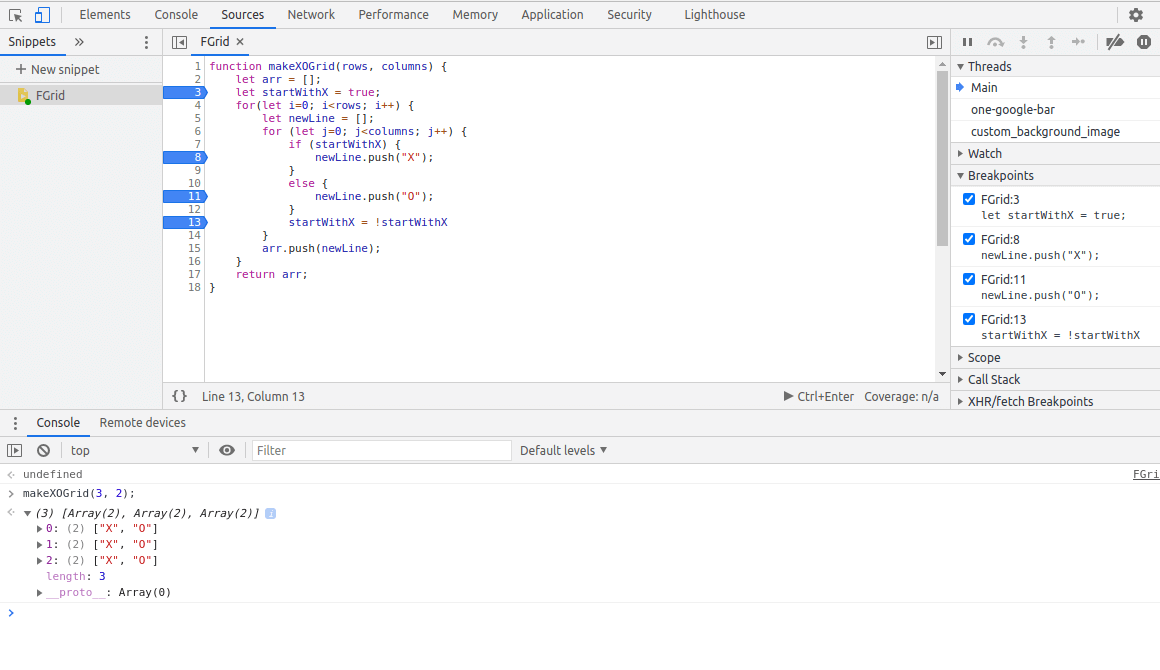 Elements Console Sources Network Performance Memory Application Security Lighthouse
Snippets » FGrid ×
+ New snippet
FGrid
1 function makeXOGrid(rows, columns) {
2 let arr = [];
3 let startWithX = true;
4 for(let i=0; i<rows; i++) {
5 let newLine = [];
6 for (let j=0; j<columns; j++) {
7 if (startWithX) {
8 newLine.push("X");
9 }
10 else {
11 newLine.push("O");
12 }
13 startWithX = !startWithX
14 }
15 arr.push(newLine);
16 }
17 return arr;
18 }
{} Line 13, Column 13 Ctrl+Enter Coverage: n/a
Threads
Main
one-google-bar
custom_background_image
Watch
Breakpoints
FGrid:3
let startWithX = true;
FGrid:8
newLine.push("X");
FGrid:11
newLine.push("O");
FGrid:13
startWithX = !startWithX
Scope
Call Stack
XHR/fetch Breakpoints
Console Remote devices
top Filter Default levels
undefined FGri
makeXOGrid(3, 2);
(3) [Array(2), Array(2), Array(2)] i
0: (2) ["X", "O"]
1: (2) ["X", "O"]
2: (2) ["X", "O"]
length: 3
__proto__: Array(0)